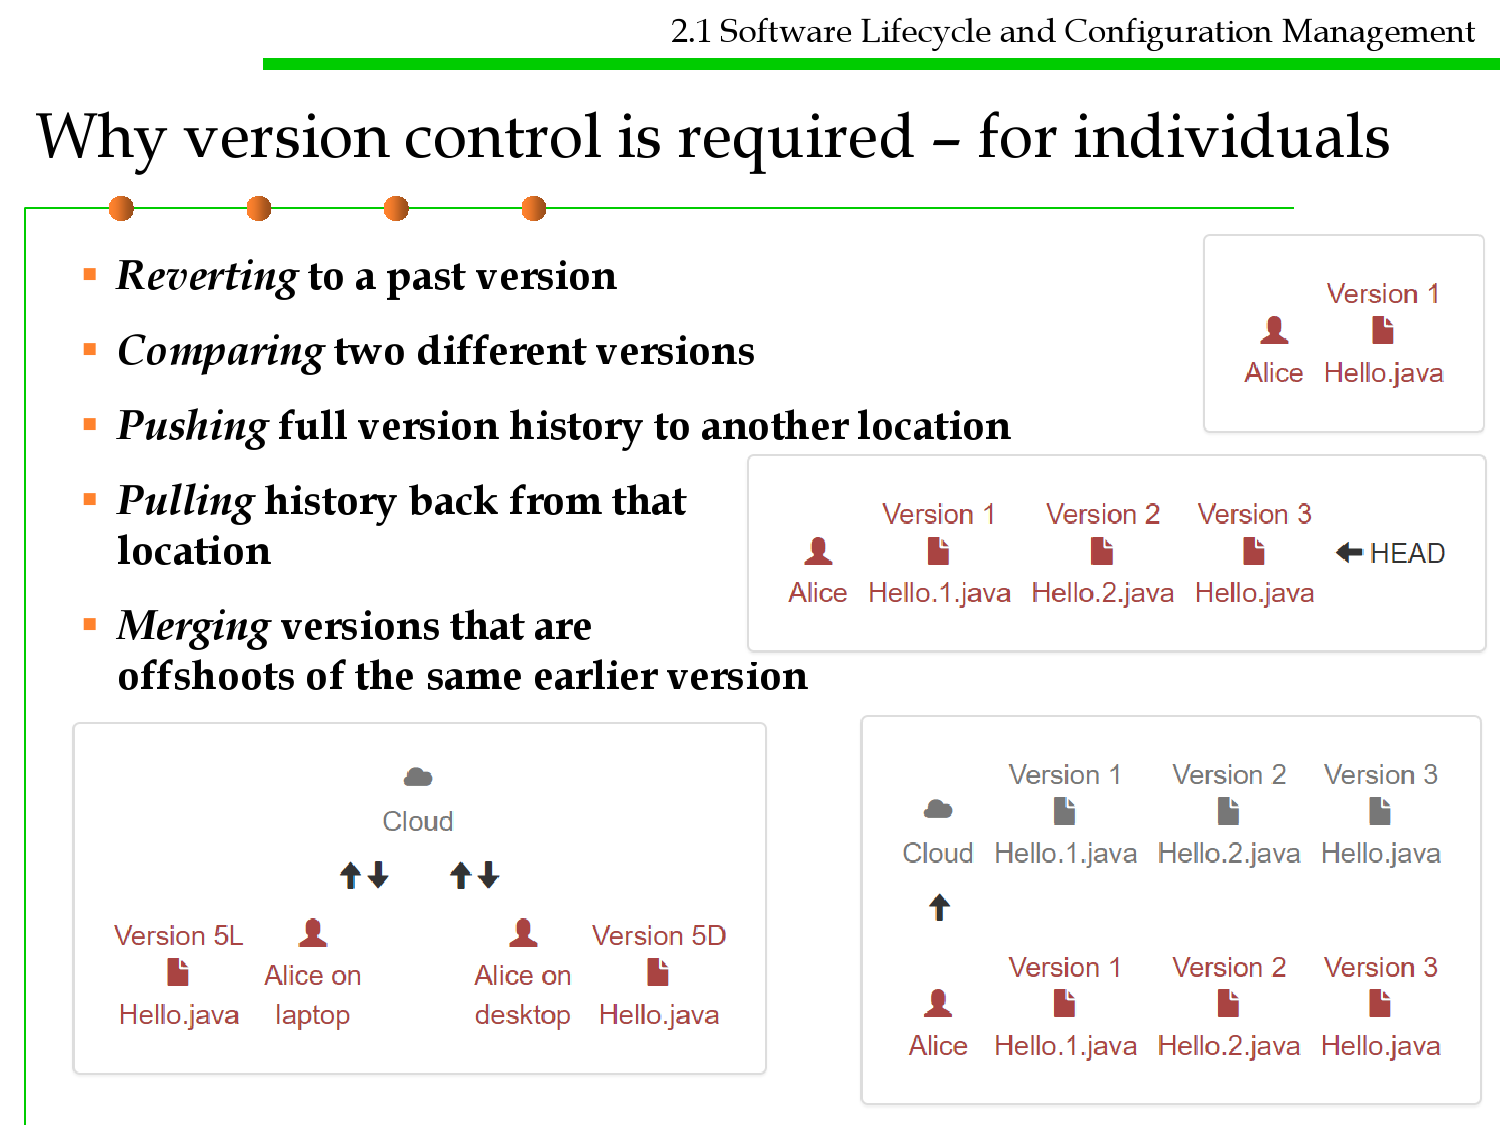 2.1 Software Lifecycle and Configuration Management
Why version control is required – for individuals
Reverting to a past version
Comparing two different versions
Pushing full version history to another location
Pulling history back from that
location
Merging versions that are
offshoots of the same earlier version
Version 1
Alice Hello.java
Version 1 Version 2 Version 3
HEAD
Alice Hello.1.java Hello.2.java Hello.java
Cloud
Version 5L Version 5D
Alice on Alice on
Hello.java laptop desktop Hello.java
Version 1 Version 2 Version 3
Cloud Hello.1.java Hello.2.java Hello.java
Version 1 Version 2 Version 3
Alice Hello.1.java Hello.2.java Hello.java